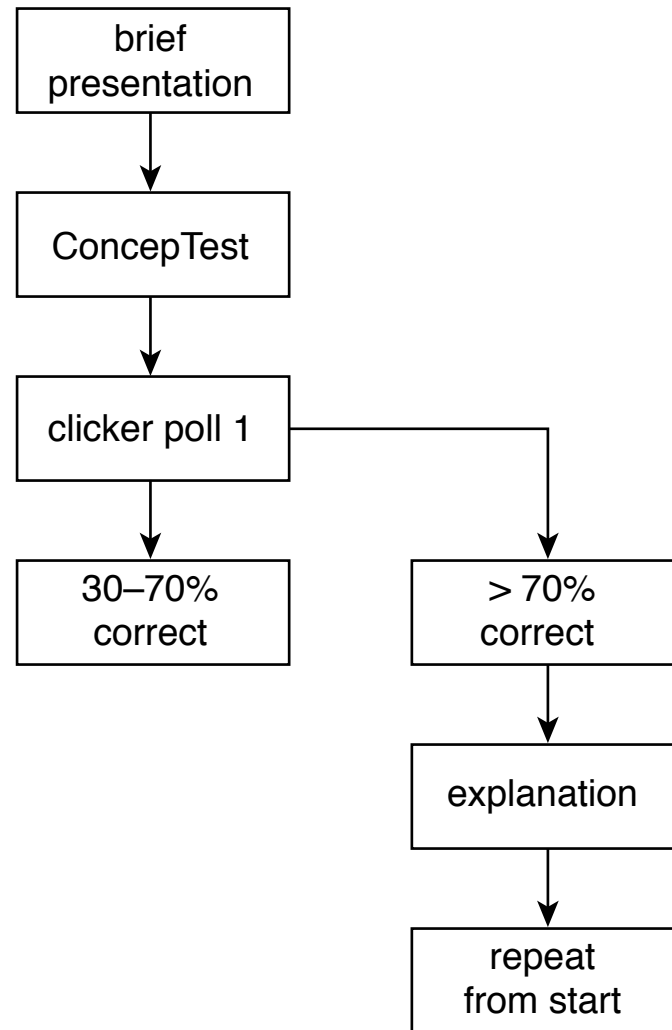 brief
presentation
ConcepTest
clicker poll 1
30–70%
correct
> 70%
correct
explanation
repeat
from start